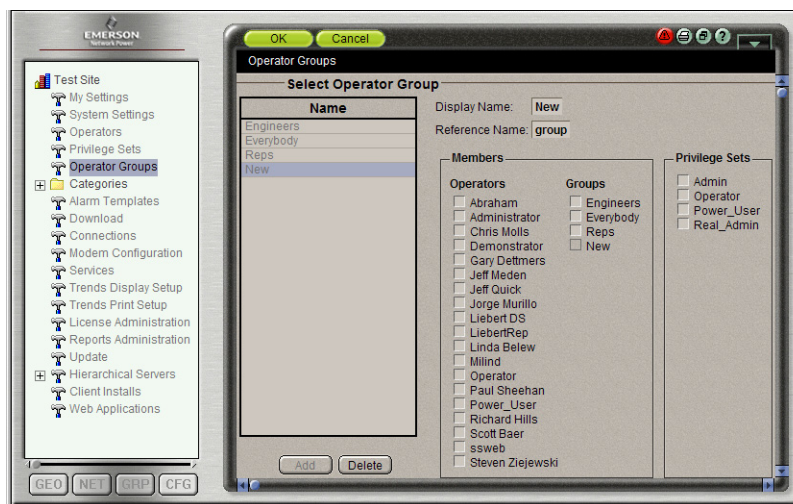 EMERSON
Network Power
Test Site
My Settings
System Settings
Operators
Privilege Sets
Operator Groups
Categories
Alarm Templates
Download
Connections
Modem Configuration
Services
Trends Display Setup
Trends Print Setup
License Administration
Reports Administration
Update
Hierarchical Servers
Client Installs
Web Applications
GEO NET GRP CFG
OK Cancel
Operator Groups
Select Operator Group
Name
Engineers
Everybody
Reps
New
Add Delete
Display Name: New
Reference Name: group
Members
Operators
Abraham
Administrator
Chris Molls
Demonstrator
Gary Dettmers
Jeff Meden
Jeff Quick
Jorge Murillo
Liebert DS
LiebertRep
Linda Belew
Milind
Operator
Paul Sheehan
Power_User
Richard Hills
Scott Baer
ssweb
Steven Ziejewski
Groups
Engineers
Everybody
Reps
New
Privilege Sets
Admin
Operator
Power_User
Real_Admin